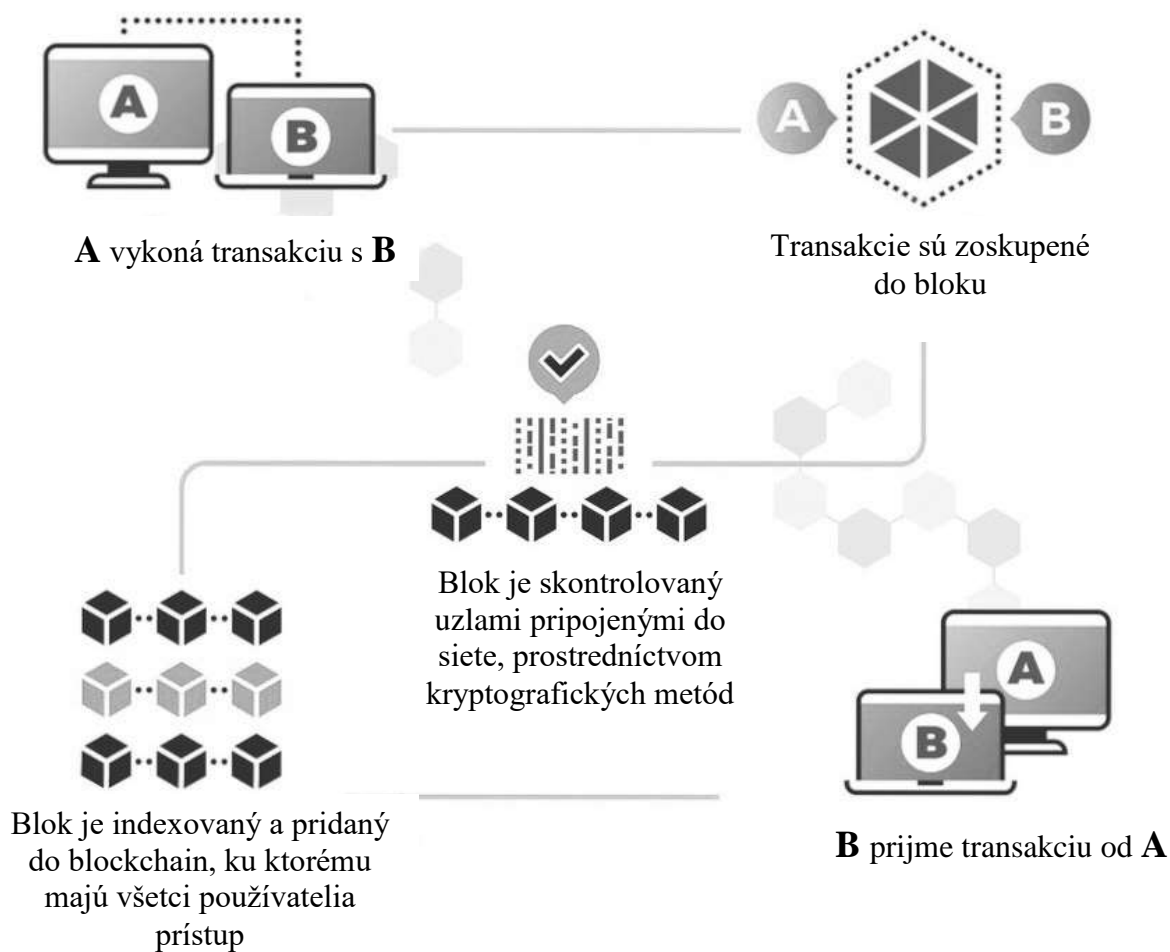 A
B
A vykoná transakciu s B
A
B
Transakcie sú zoskupené
do bloku
Blok je skontrolovaný
uzlami pripojenými do
siete, prostredníctvom
kryptografických metód
Blok je indexovaný a pridaný
do blockchain, ku ktorému
majú všetci používatelia
prístup
A
B
B prijme transakciu od A